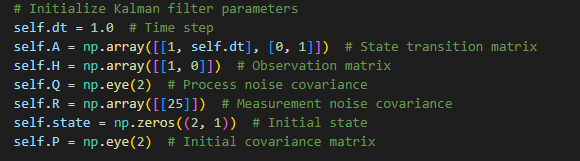 # Initialize Kalman filter parameters
self.dt = 1.0  # Time step
self.A = np.array([[1, self.dt], [0, 1]])  # State transition matrix
self.H = np.array([[1, 0]])  # Observation matrix
self.Q = np.eye(2)  # Process noise covariance
self.R = np.array([[25]])  # Measurement noise covariance
self.state = np.zeros((2, 1))  # Initial state
self.P = np.eye(2)  # Initial covariance matrix